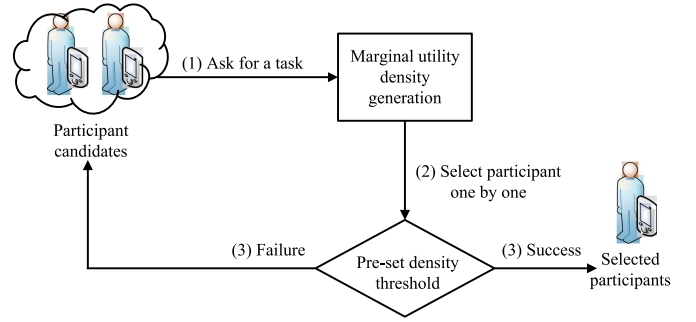 (1) Ask for a task
Marginal utility
density
generation
Participant
candidates
(2) Select participant
one by one
(3) Failure
Pre-set density
threshold
(3) Success
Selected
participants